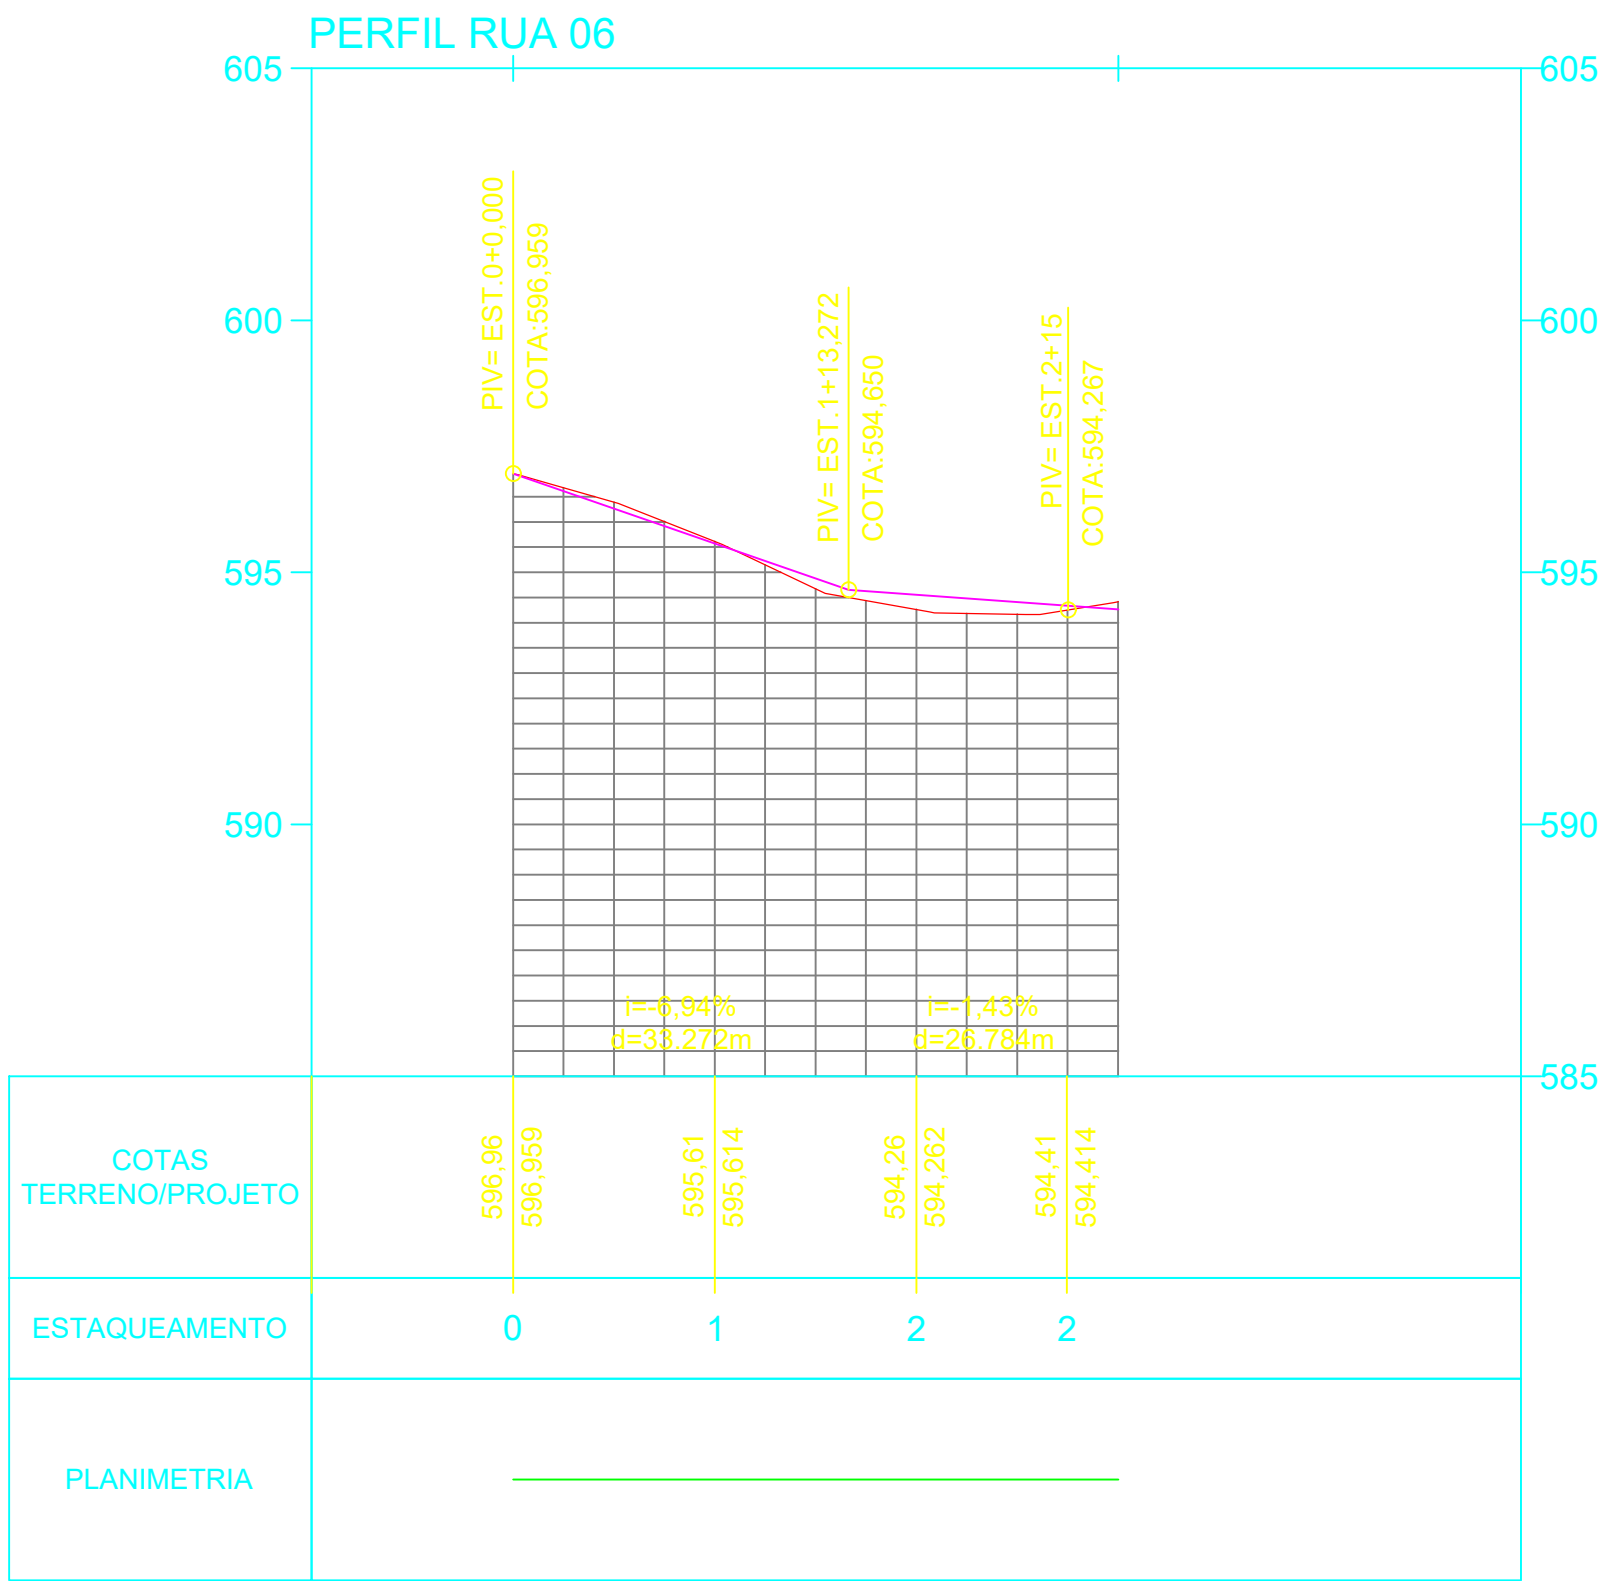 PERFIL RUA 06
605
605
PIV= EST.0+0,000
COTA:596,959
600
600
PIV= EST.1+13,272
COTA:594,650
PIV= EST.2+15
COTA:594,267
595
595
590
590
i=-6,94%
d=33.272m
i=-1,43%
d=26.784m
585
COTAS
TERRENO/PROJETO
596,96
596,959
595,61
595,614
594,26
594,262
594,41
594,414
ESTAQUEAMENTO
0
1
2
2
PLANIMETRIA